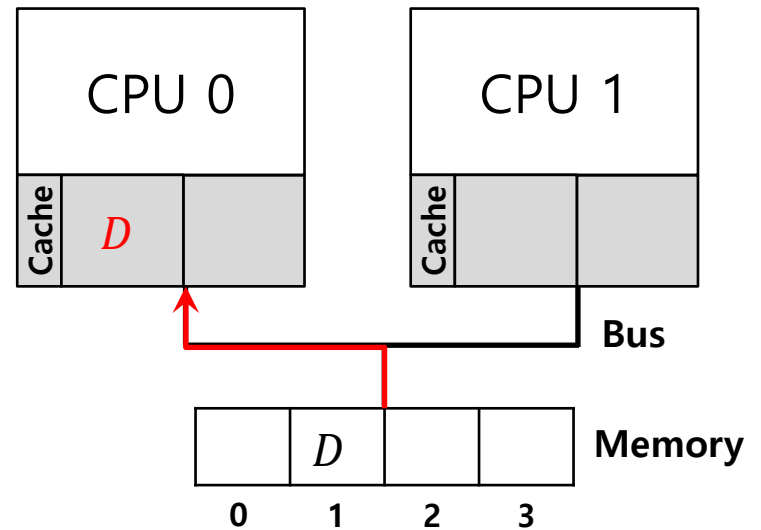 CPU 0
CPU 1
Cache
D
Cache
Bus
D
Memory
0 1 2 3